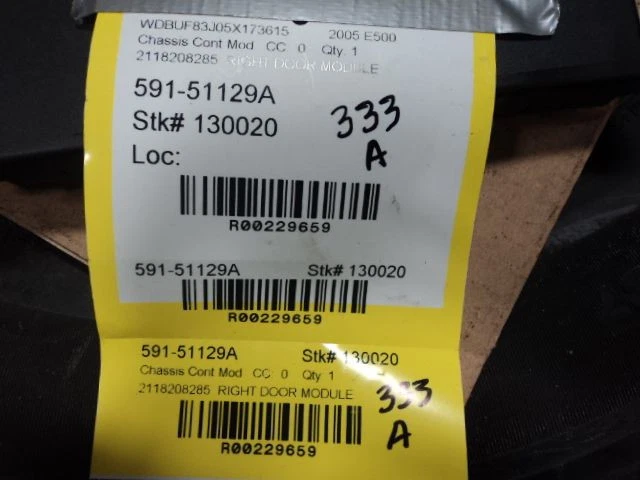 WDBUF83J05X173615 2005 E500
Chassis Cont Mod CC: 0 Qty. 1
2118208285 RIGHT DOOR MODULE
591-51129A
Stk# 130020 333
Loc: A
R00229659
591-51129A Stk# 130020
R00229659
591-51129A Stk# 130020
Chassis Cont Mod CC: 0 Qty 1
2118208285 RIGHT DOOR MODULE 333
A
R00229659